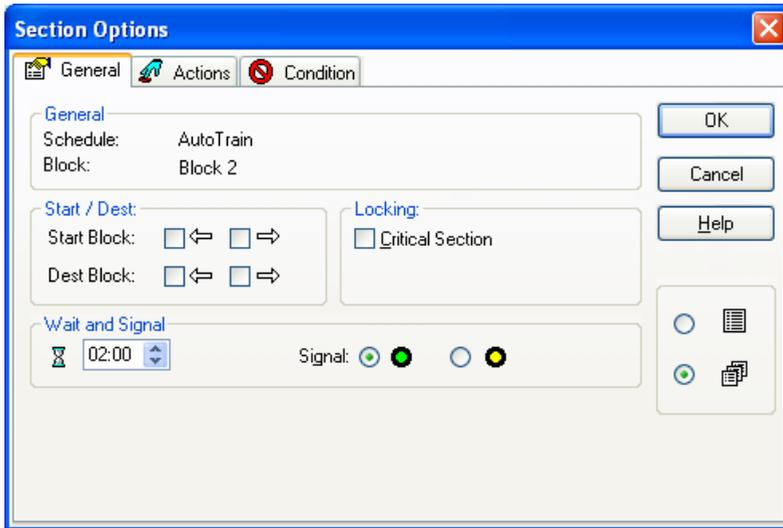 Section Options
General Actions Condition
General
Schedule: AutoTrain
Block: Block 2
OK
Cancel
Help
Start / Dest:
Start Block:
Dest Block:
Locking:
Critical Section
Wait and Signal
02:00 Signal: